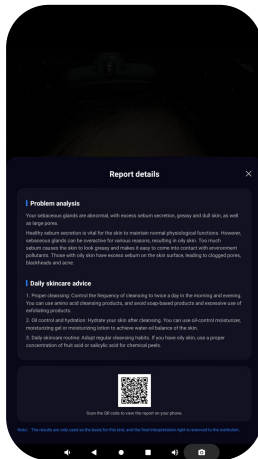 Report details
Problem analysis
Your sebaceous glands are abnormal, with excess sebum secretion, greasy and dull skin, as well
as large pores.
Healthy sebum secretion is vital for the skin to maintain normal physiological functions. However,
sebaceous glands can be overactive for various reasons, resulting in oily skin. Too much
sebum causes the skin to look greasy and makes it easy to come into contact with environment
pollutants. Those with oily skin have excess sebum on the skin surface, leading to clogged pores,
blackheads and acne.
Daily skincare advice
1. Proper cleansing: Control the frequency of cleansing to twice a day in the morning and evening.
You can use amino acid cleansing products, and avoid soap-based products and excessive use of
exfoliating products.
2. Oil control and hydration: Hydrate your skin after cleansing. You can use oil-control moisturizer,
moisturizing gel or moisturizing lotion to achieve water-oil balance of the skin.
3. Daily skincare routine: Adopt regular cleansing habits. If you have oily skin, use a proper
concentration of fruit acid or salicylic acid for chemical peels.
Scan the QR code to view the report on your phone.
Note: The results are only used as the basis for this test, and the final interpretation right is reserved to the institution.